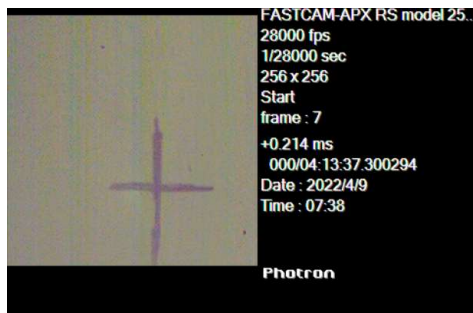 FASTCAM-APX RS model 25..
28000 fps
1/28000 sec
256 x 256
Start
frame : 7
+0.214 ms
000/04:13:37.300294
Date : 2022/4/9
Time : 07:38
Photron